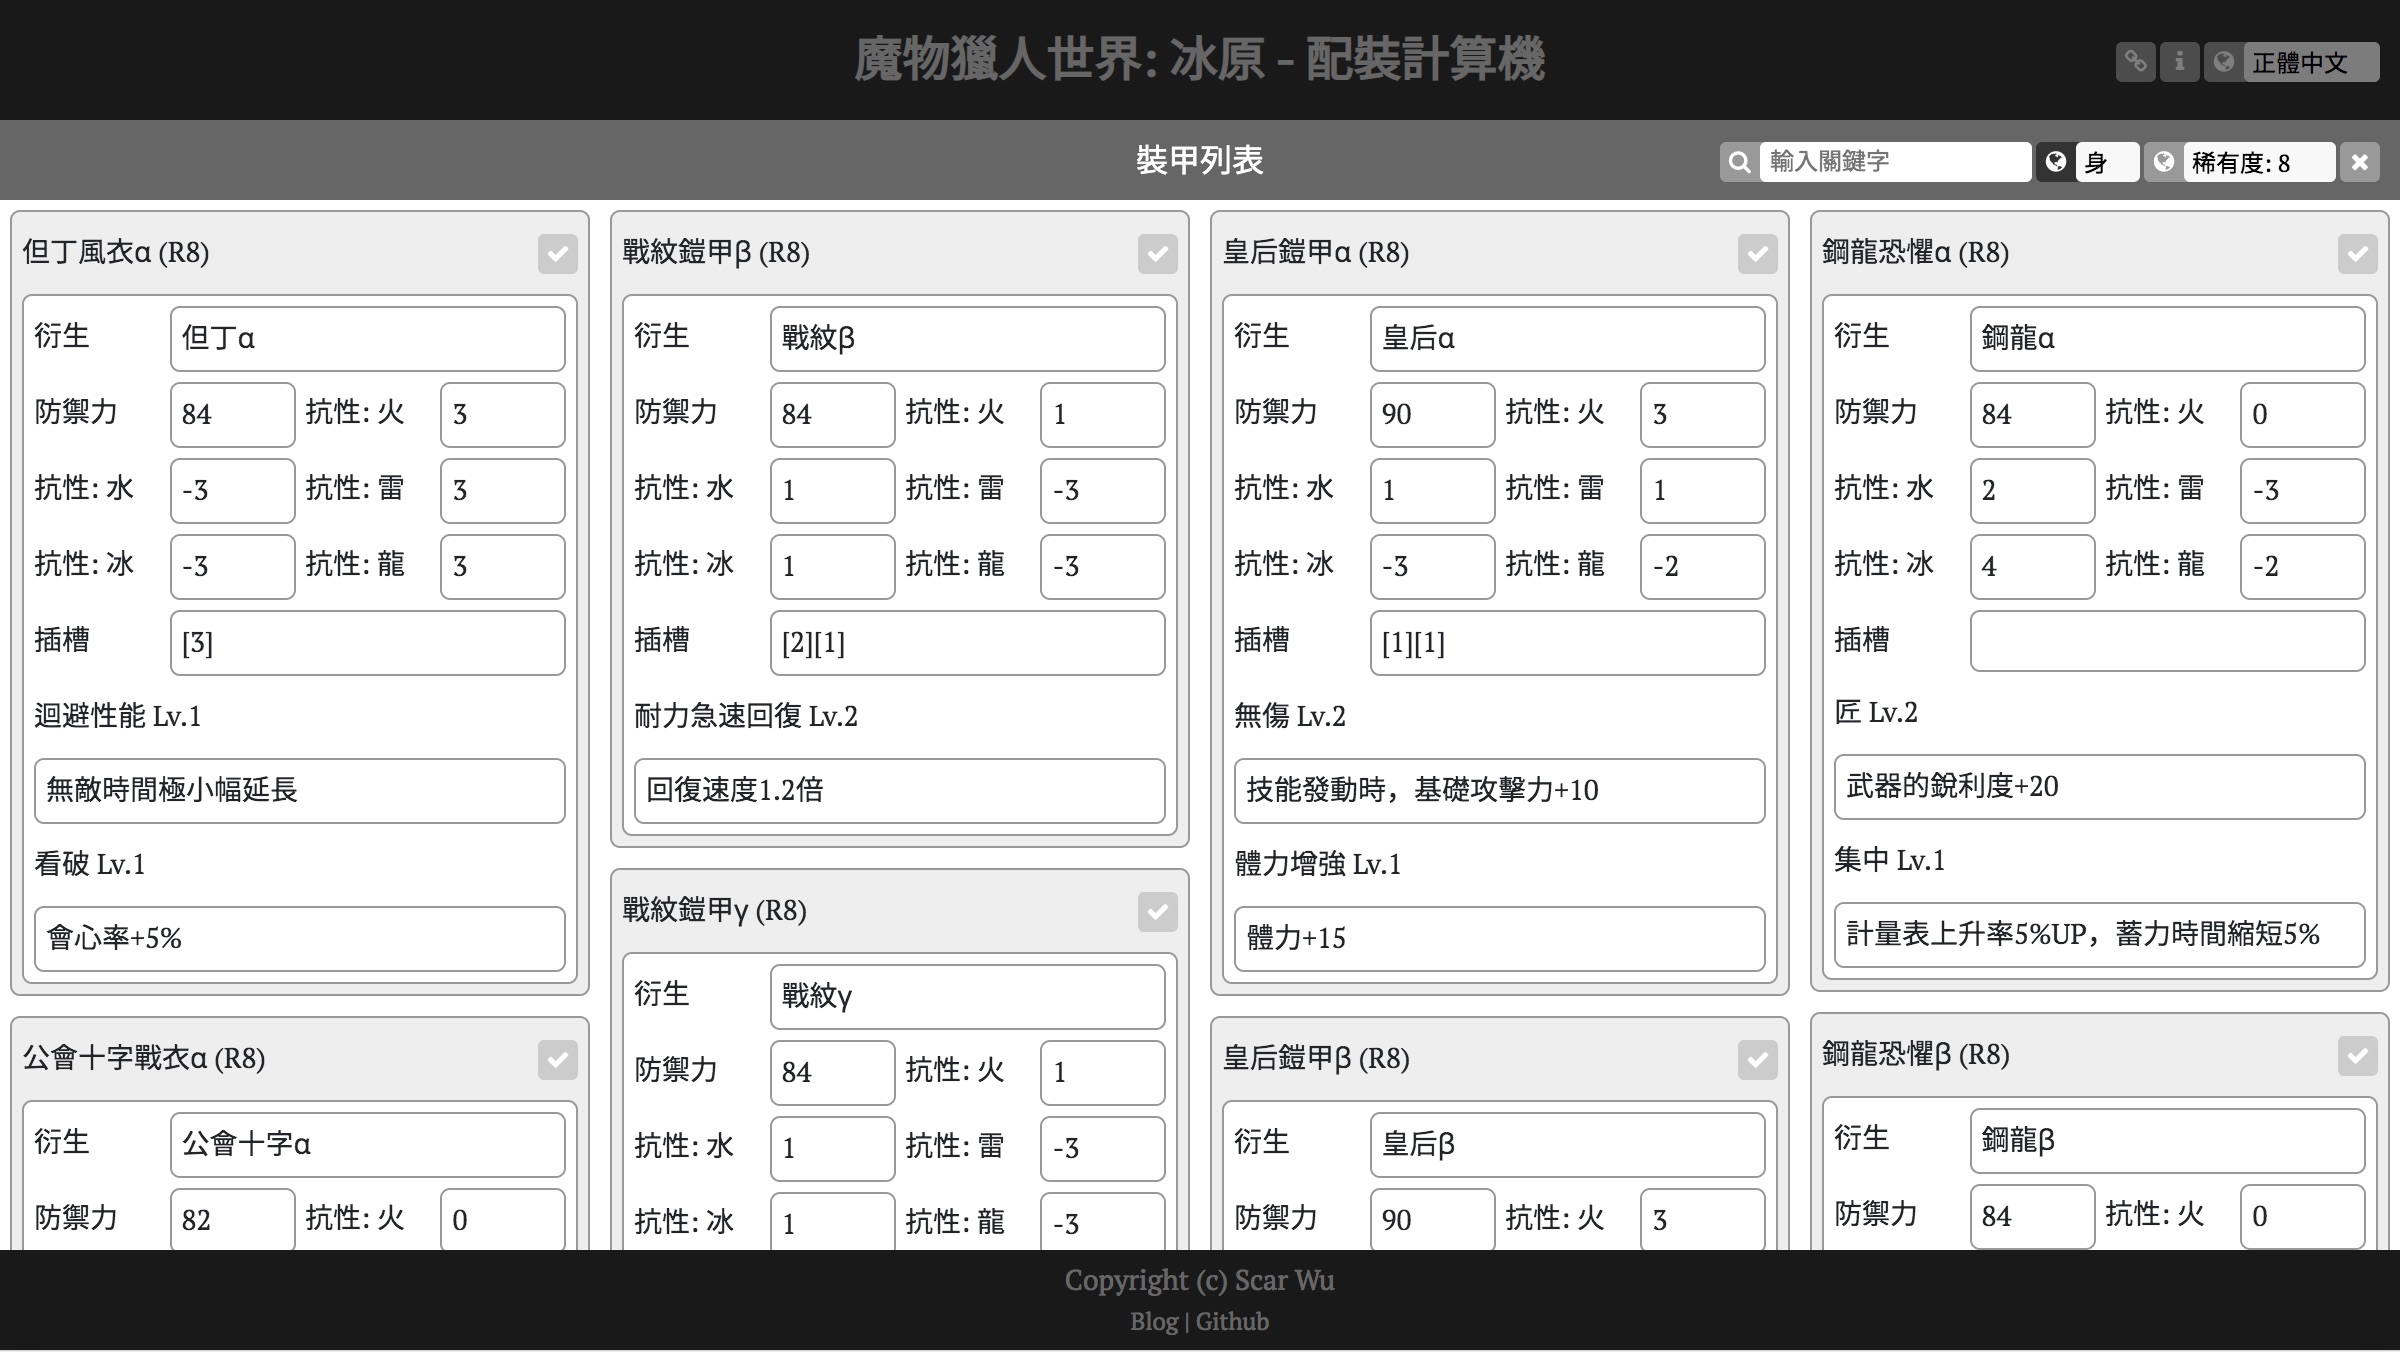 魔物獵人世界: 冰原 - 配裝計算機
正體中文
裝甲列表
輸入關鍵字
身
稀有度: 8
但丁風衣α (R8)
衍生 但丁α
防禦力 84 抗性: 火 3
抗性: 水 -3 抗性: 雷 3
抗性: 冰 -3 抗性: 龍 3
插槽 [3]
迴避性能 Lv.1
無敵時間極小幅延長
看破 Lv.1
會心率+5%
公會十字戰衣α (R8)
衍生 公會十字α
防禦力 82 抗性: 火 0
戰紋鎧甲β (R8)
衍生 戰紋β
防禦力 84 抗性: 火 1
抗性: 水 1 抗性: 雷 -3
抗性: 冰 1 抗性: 龍 -3
插槽 [2][1]
耐力急速回復 Lv.2
回復速度1.2倍
戰紋鎧甲γ (R8)
衍生 戰紋γ
防禦力 84 抗性: 火 1
抗性: 水 1 抗性: 雷 -3
抗性: 冰 1 抗性: 龍 -3
皇后鎧甲α (R8)
衍生 皇后α
防禦力 90 抗性: 火 3
抗性: 水 1 抗性: 雷 1
抗性: 冰 -3 抗性: 龍 -2
插槽 [1][1]
無傷 Lv.2
技能發動時，基礎攻擊力+10
體力增強 Lv.1
體力+15
皇后鎧甲β (R8)
衍生 皇后β
防禦力 90 抗性: 火 3
鋼龍恐懼α (R8)
衍生 鋼龍α
防禦力 84 抗性: 火 0
抗性: 水 2 抗性: 雷 -3
抗性: 冰 4 抗性: 龍 -2
插槽
匠 Lv.2
武器的銳利度+20
集中 Lv.1
計量表上升率5%UP，蓄力時間縮短5%
鋼龍恐懼β (R8)
衍生 鋼龍β
防禦力 84 抗性: 火 0
Copyright (c) Scar Wu
Blog | Github